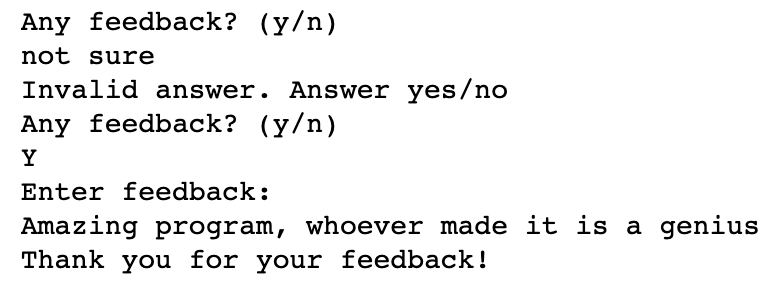 Any feedback? (y/n)
not sure
Invalid answer. Answer yes/no
Any feedback? (y/n)
Y
Enter feedback:
Amazing program, whoever made it is a genius
Thank you for your feedback!